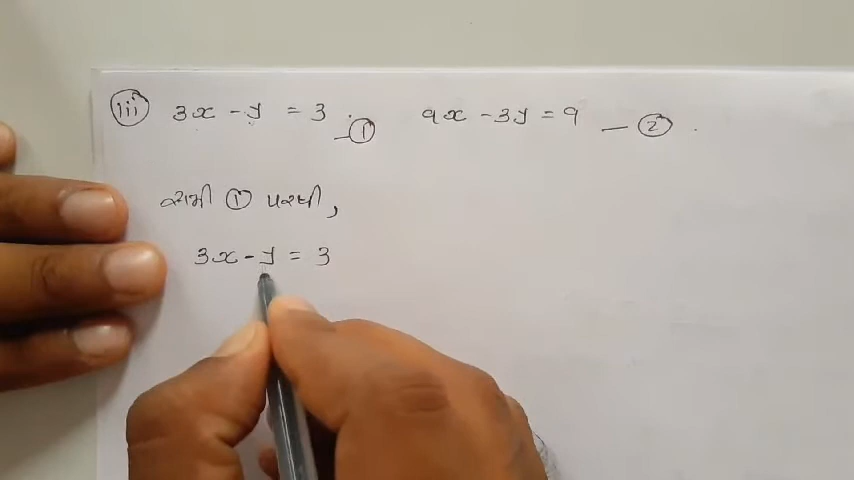 (iii) 3x - y = 3 — ① 9x - 3y = 9 — ②
સમી ① પરથી,
3x - y = 3